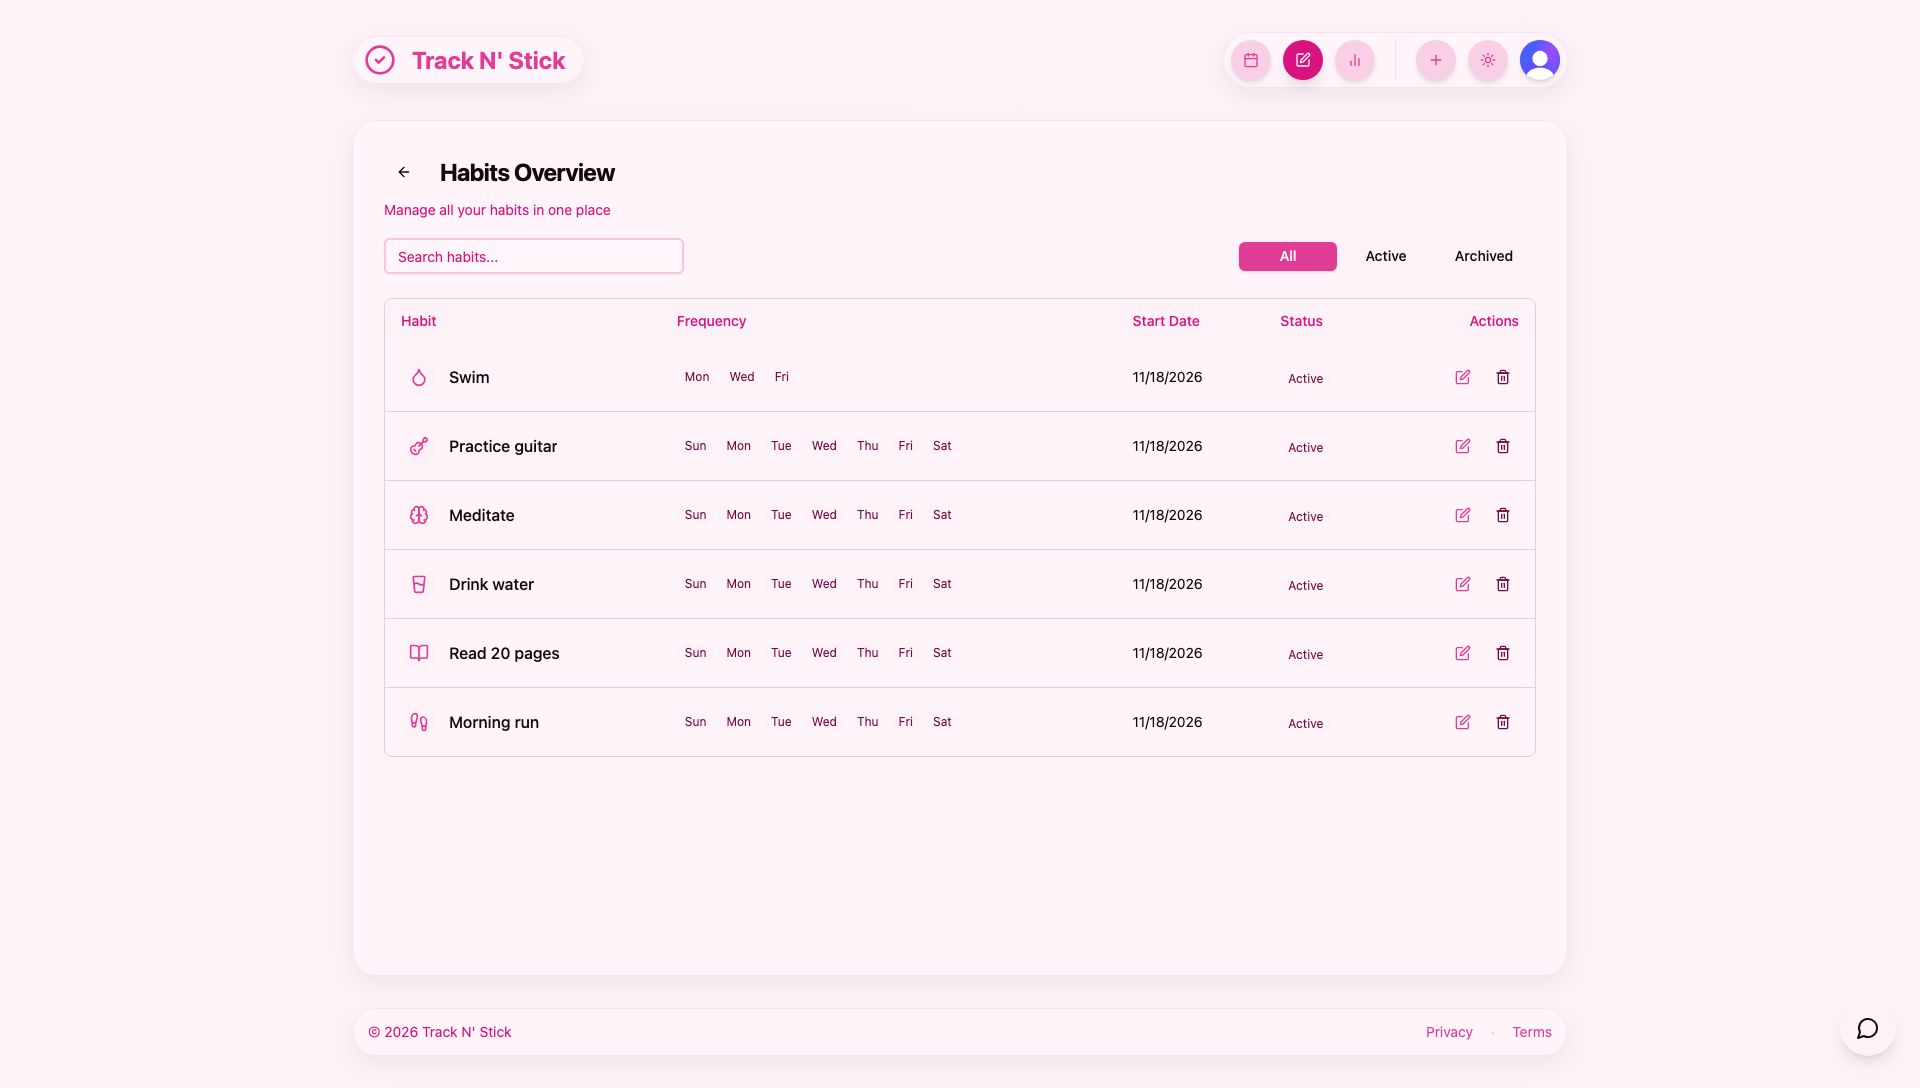 Track N' Stick
Habits Overview
Manage all your habits in one place
Search habits...
All Active Archived
Habit Frequency Start Date Status Actions
Swim Mon Wed Fri 11/18/2026 Active
Practice guitar Sun Mon Tue Wed Thu Fri Sat 11/18/2026 Active
Meditate Sun Mon Tue Wed Thu Fri Sat 11/18/2026 Active
Drink water Sun Mon Tue Wed Thu Fri Sat 11/18/2026 Active
Read 20 pages Sun Mon Tue Wed Thu Fri Sat 11/18/2026 Active
Morning run Sun Mon Tue Wed Thu Fri Sat 11/18/2026 Active
© 2026 Track N' Stick Privacy • Terms